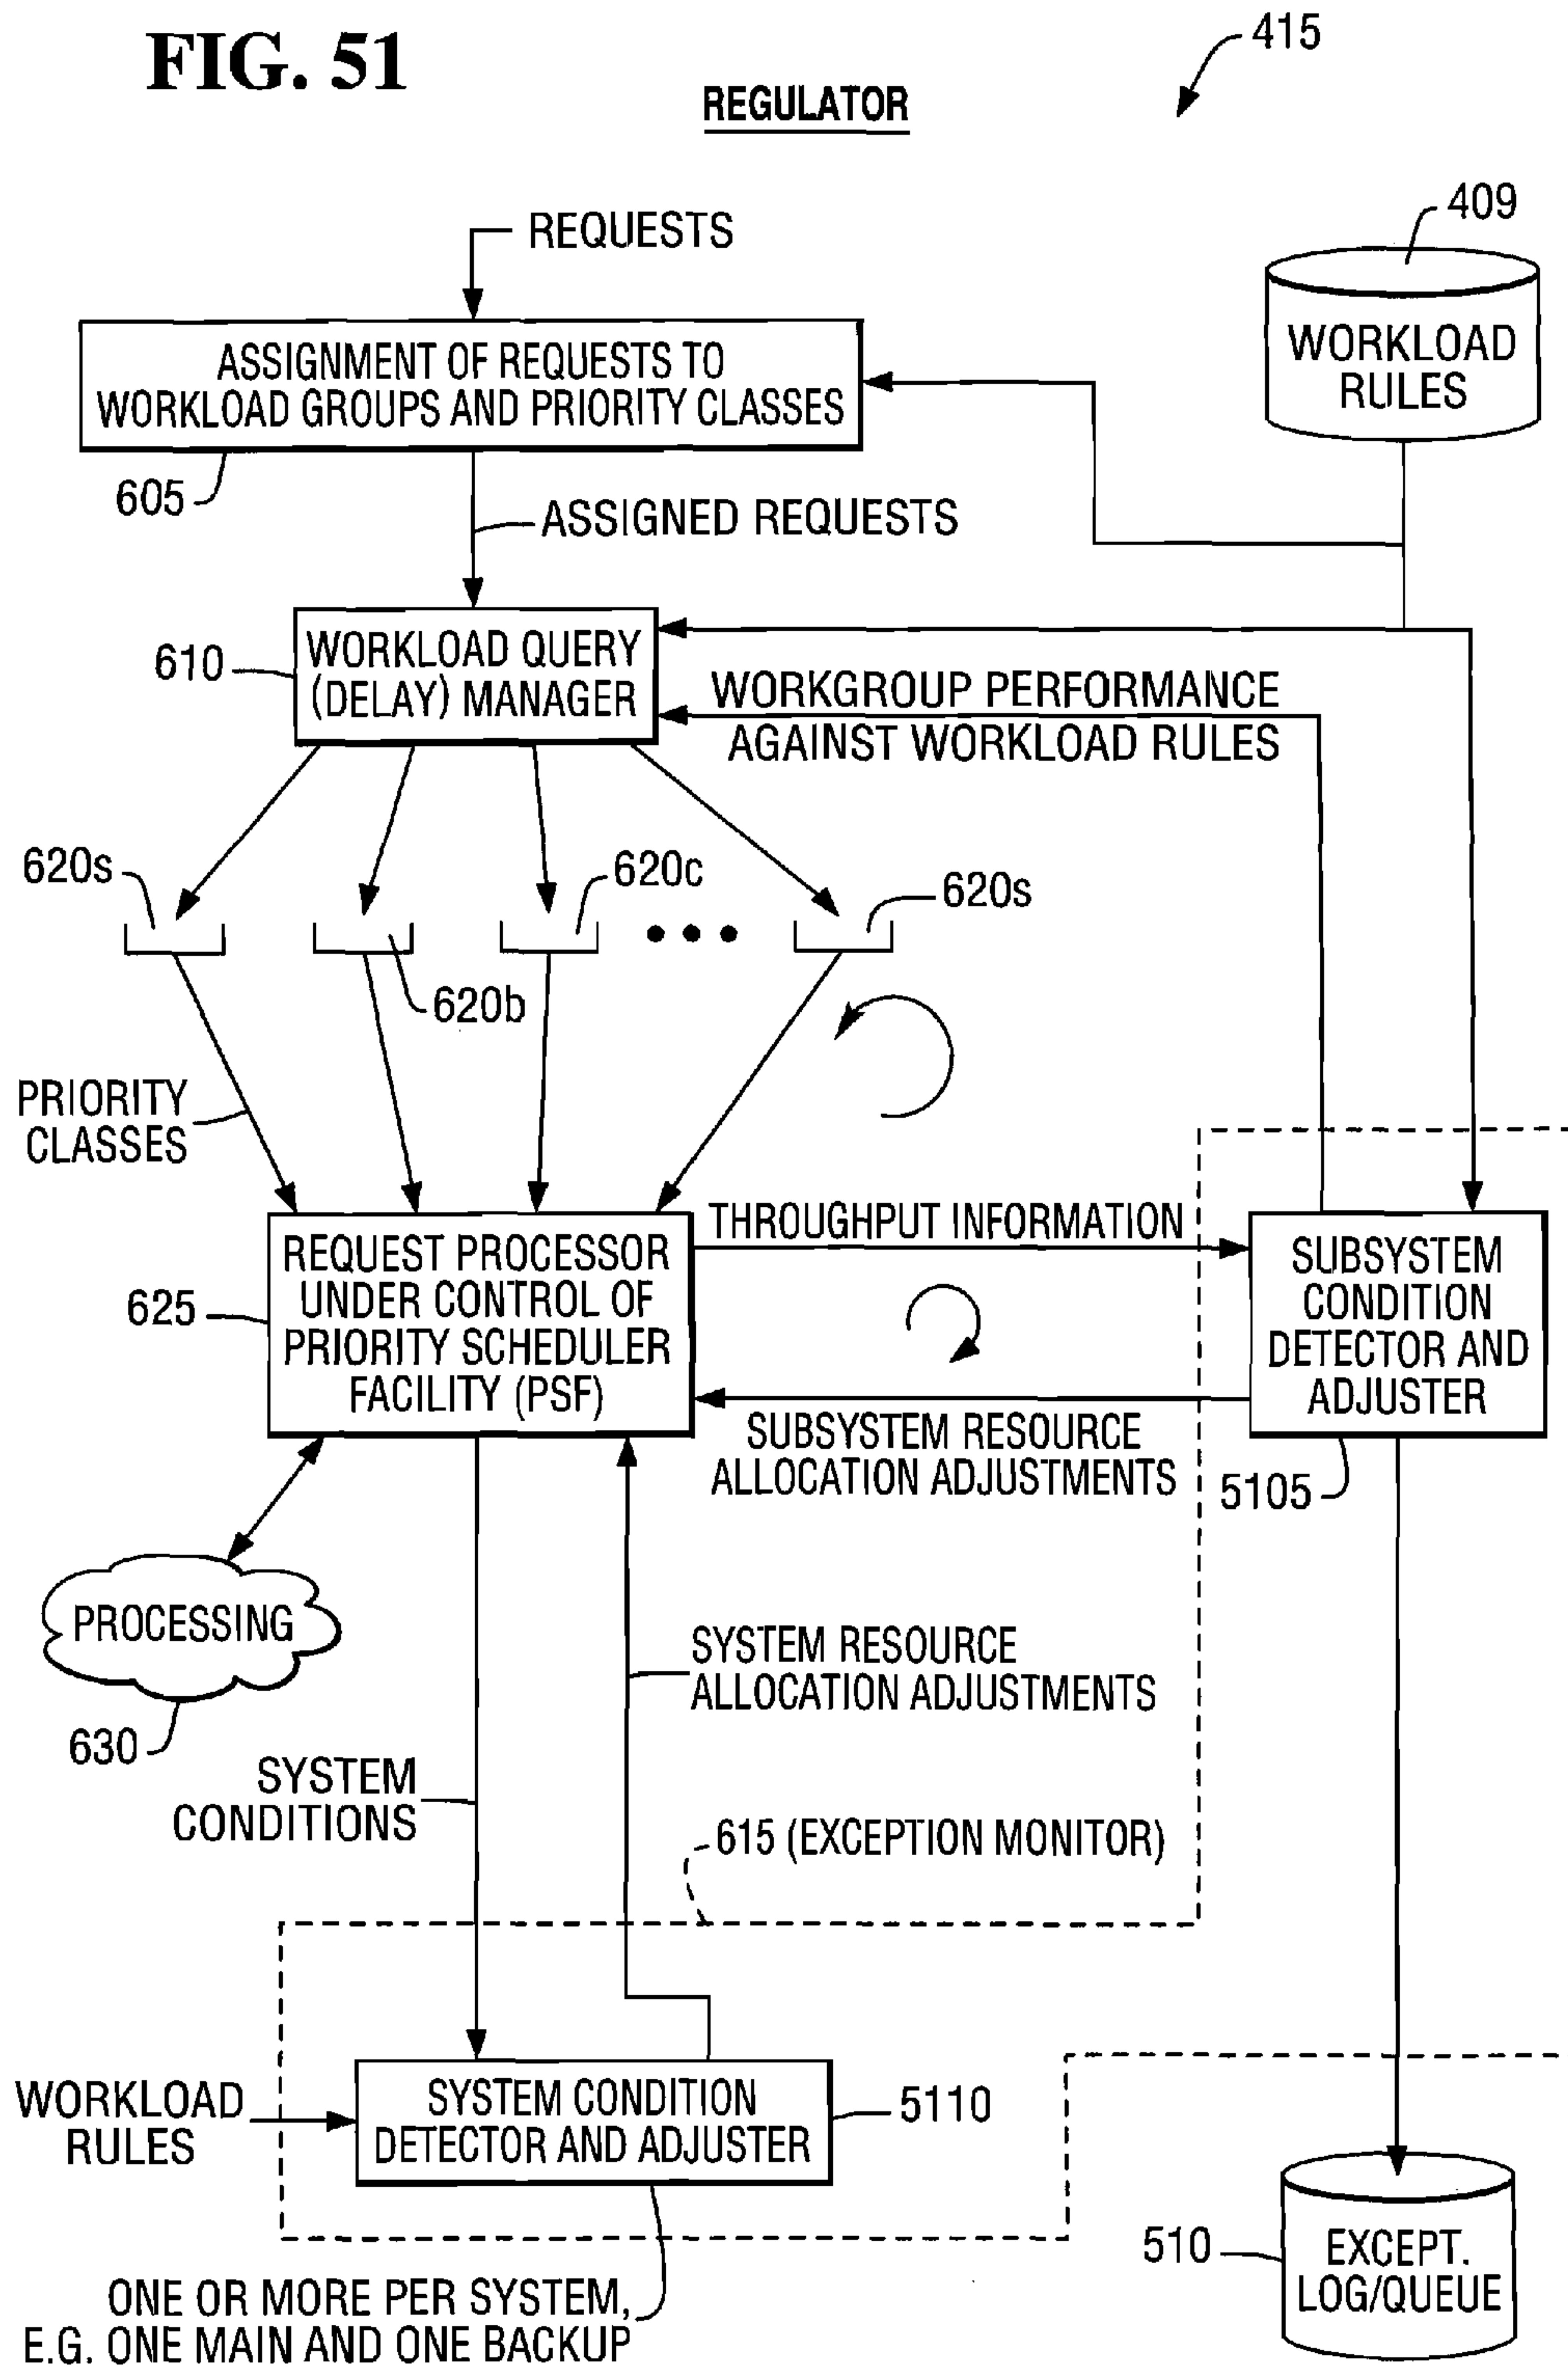 FIG. 51
415
REGULATOR
409
REQUESTS
WORKLOAD
RULES
ASSIGNMENT OF REQUESTS TO
WORKLOAD GROUPS AND PRIORITY CLASSES
605
ASSIGNED REQUESTS
610
WORKLOAD QUERY
(DELAY) MANAGER
WORKGROUP PERFORMANCE
AGAINST WORKLOAD RULES
620s
620c
620s
620b
PRIORITY
CLASSES
THROUGHPUT INFORMATION
625
REQUEST PROCESSOR
UNDER CONTROL OF
PRIORITY SCHEDULER
FACILITY (PSF)
SUBSYSTEM
CONDITION
DETECTOR AND
ADJUSTER
SUBSYSTEM RESOURCE
ALLOCATION ADJUSTMENTS
5105
PROCESSING
630
SYSTEM RESOURCE
ALLOCATION ADJUSTMENTS
SYSTEM
CONDITIONS
615 (EXCEPTION MONITOR)
WORKLOAD
RULES
SYSTEM CONDITION
DETECTOR AND ADJUSTER
5110
510
EXCEPT.
LOG/QUEUE
ONE OR MORE PER SYSTEM,
E.G. ONE MAIN AND ONE BACKUP